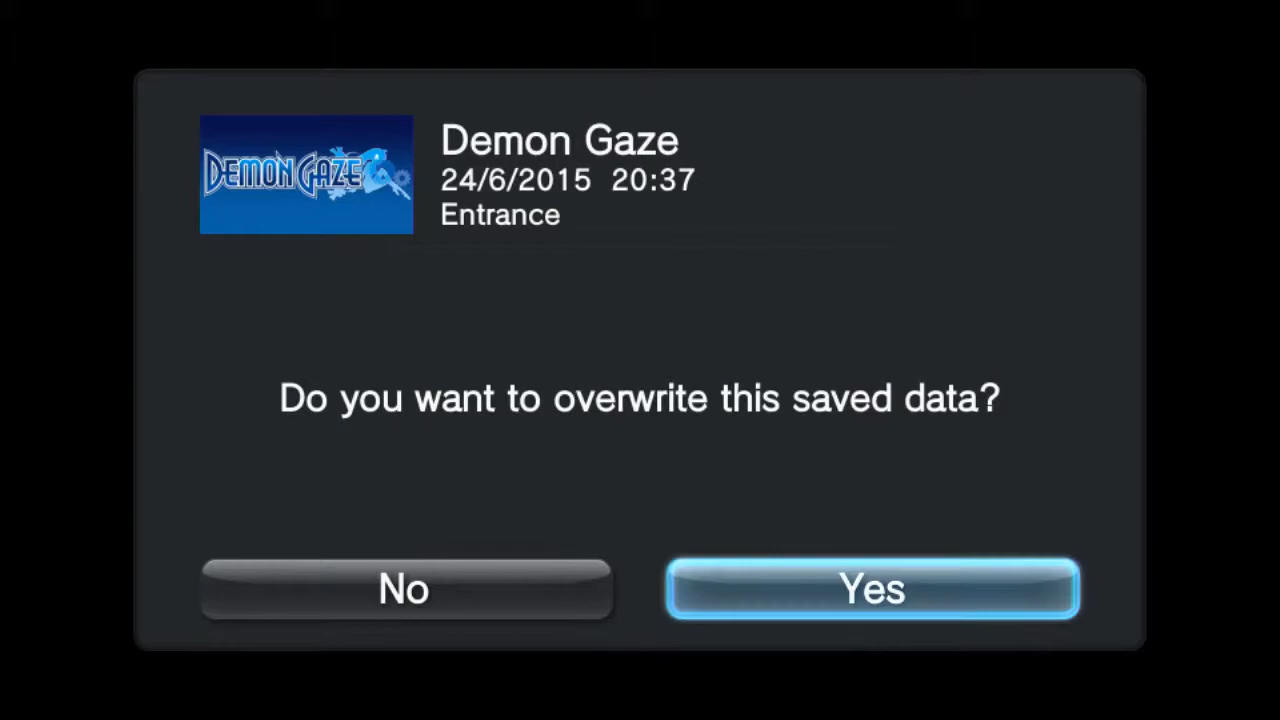 DEMON GAZE
Demon Gaze
24/6/2015 20:37
Entrance
Do you want to overwrite this saved data?
No
Yes